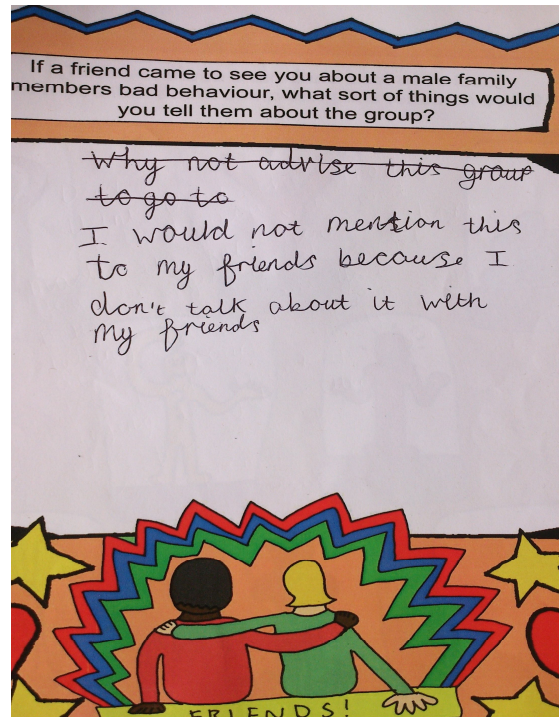 If a friend came to see you about a male family
members bad behaviour, what sort of things would
you tell them about the group?
Why not advise this group
to go to
I would not mention this
to my friends because I
don't talk about it with
my friends
FRIENDS!